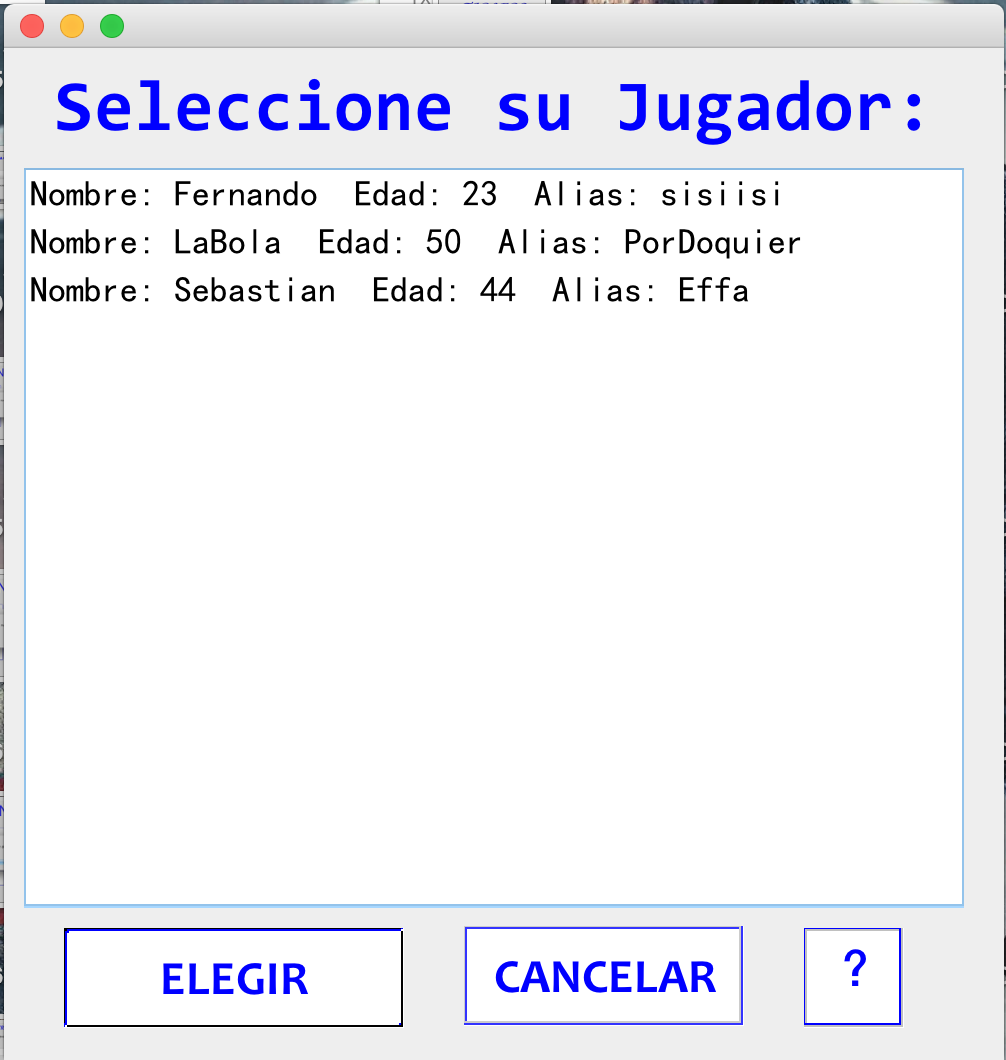 Seleccione su Jugador:
Nombre: Fernando  Edad: 23  Alias: sisiisi
Nombre: LaBola  Edad: 50  Alias: PorDoquier
Nombre: Sebastian  Edad: 44  Alias: Effa
ELEGIR
CANCELAR
?